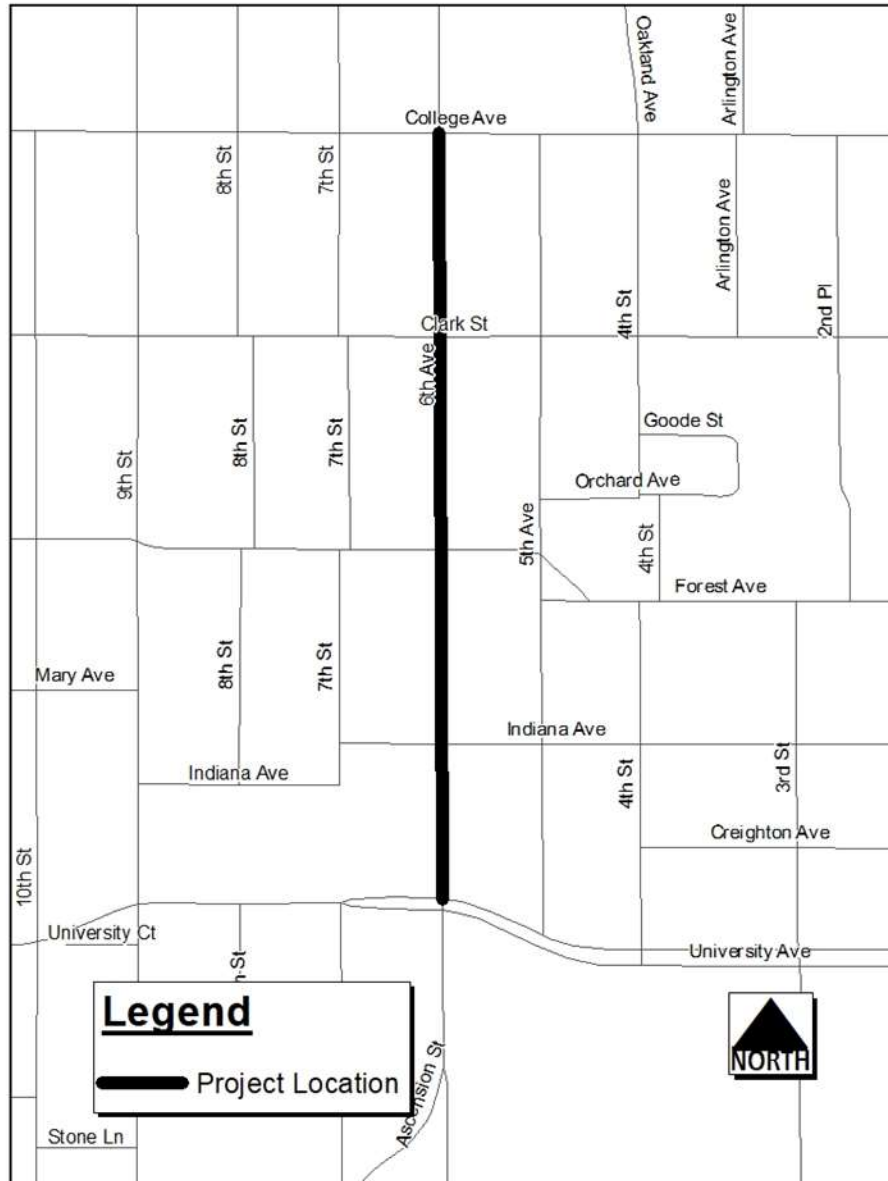 Oakland Ave
Arlington Ave
College Ave
8th St
7th St
Arlington Ave
4th St
2nd Pl
Clark St
6th Ave
9th St
8th St
7th St
Goode St
Orchard Ave
5th Ave
4th St
Forest Ave
Mary Ave
8th St
7th St
Indiana Ave
Indiana Ave
4th St
3rd St
Creighton Ave
10th St
University Ct
University Ave
Legend
Project Location
NORTH
Ascension St
Stone Ln